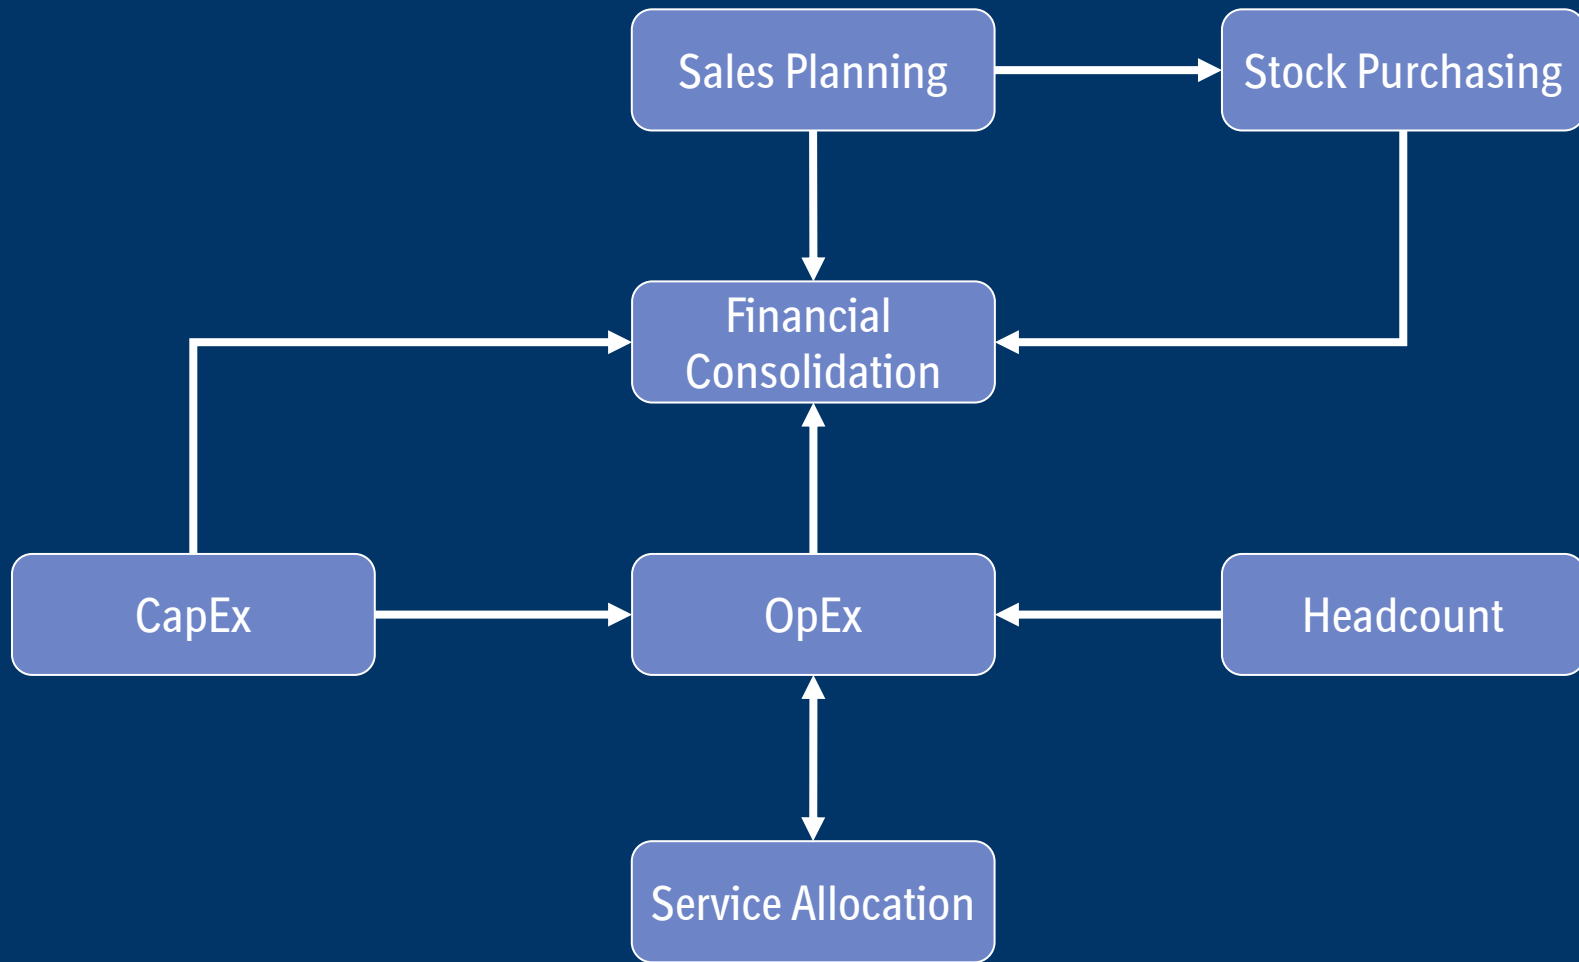 Sales Planning
Stock Purchasing
Financial
Consolidation
CapEx
OpEx
Headcount
Service Allocation